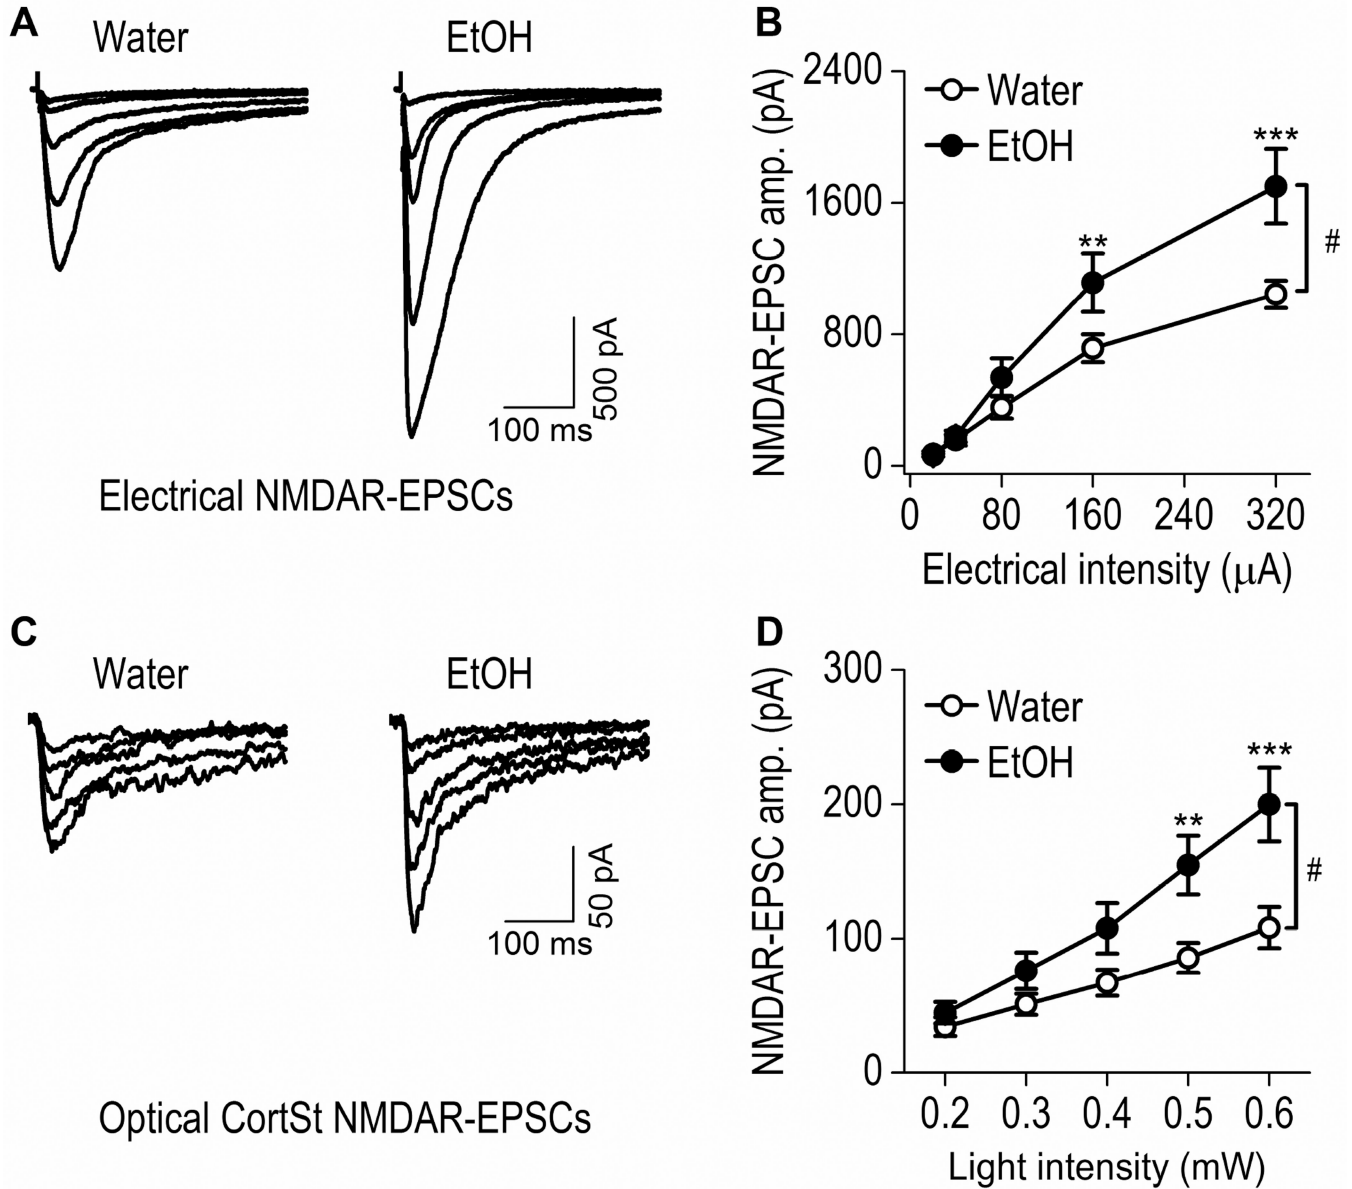 A
Water
EtOH
500 pA
100 ms
Electrical NMDAR-EPSCs
B
NMDAR-EPSC amp. (pA)
2400
1600
800
0
Water
EtOH
**
***
#
0 80 160 240 320
Electrical intensity (μA)
C
Water
EtOH
50 pA
100 ms
Optical CortSt NMDAR-EPSCs
D
NMDAR-EPSC amp. (pA)
300
200
100
0
Water
EtOH
**
***
#
0.2 0.3 0.4 0.5 0.6
Light intensity (mW)